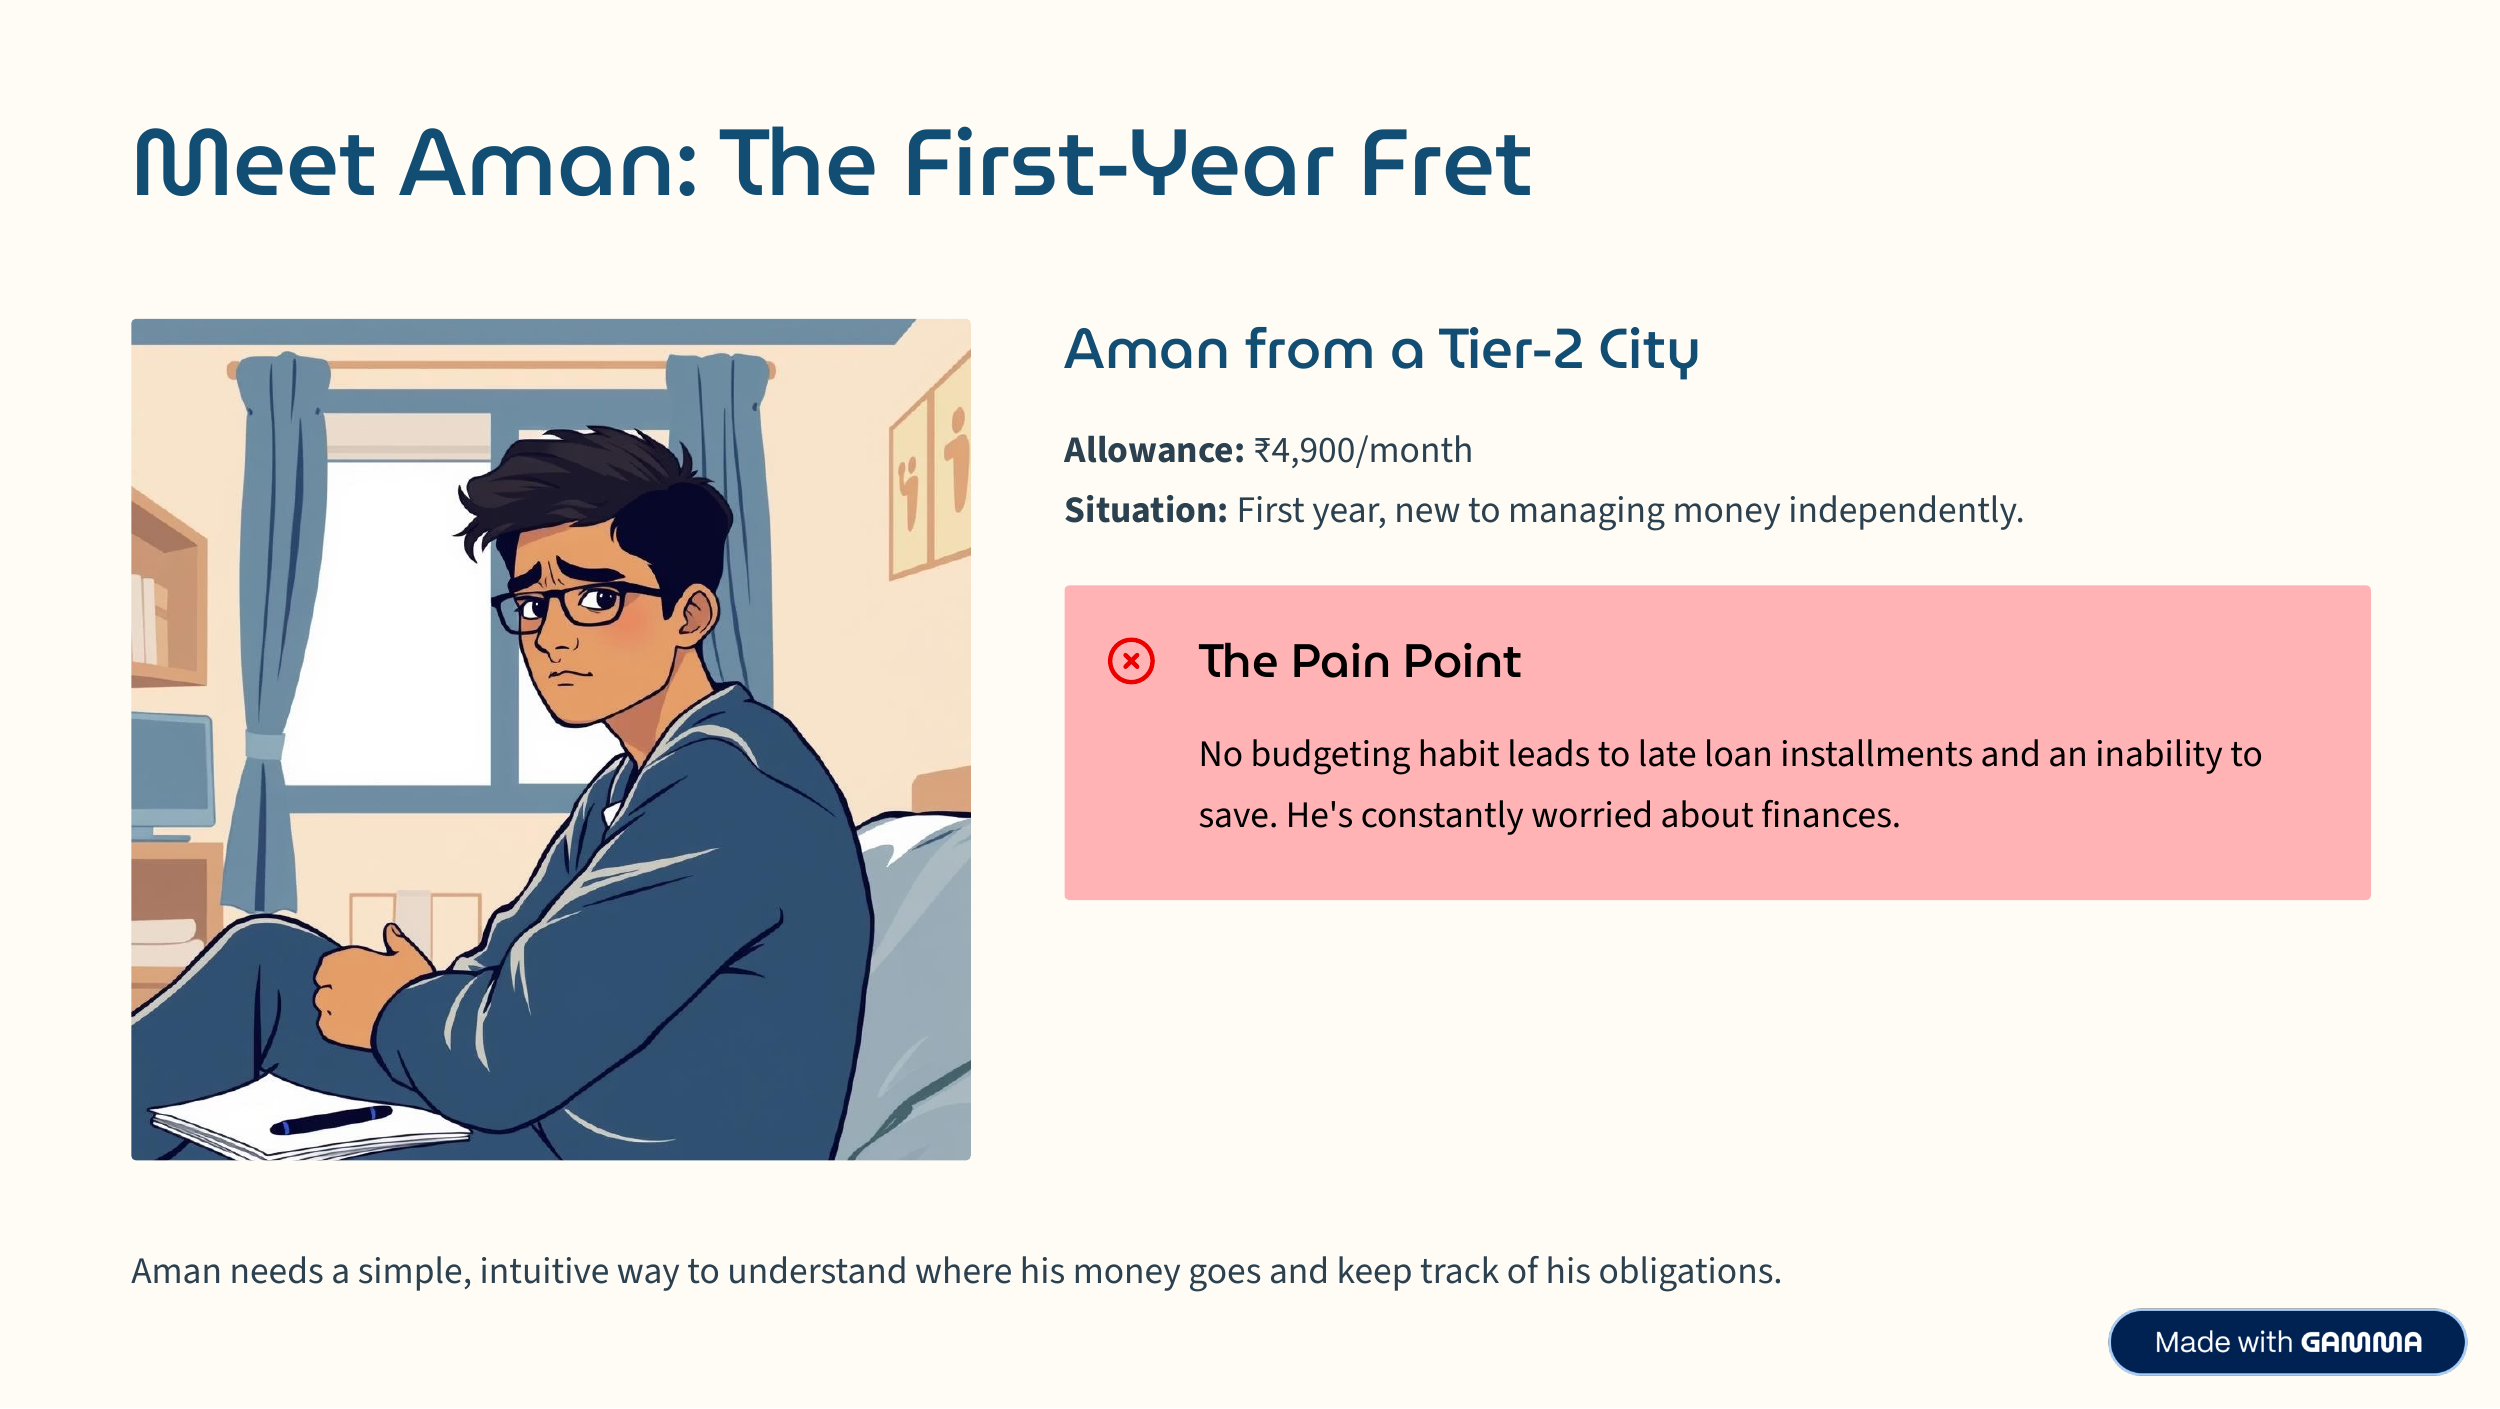 Meet Aman: The First-Year Fret
Aman from a Tier-2 City
Allowance: ₹4,900/month
Situation: First year, new to managing money independently.
The Pain Point
No budgeting habit leads to late loan installments and an inability to
save. He's constantly worried about finances.
Aman needs a simple, intuitive way to understand where his money goes and keep track of his obligations.
Made with GAMMA